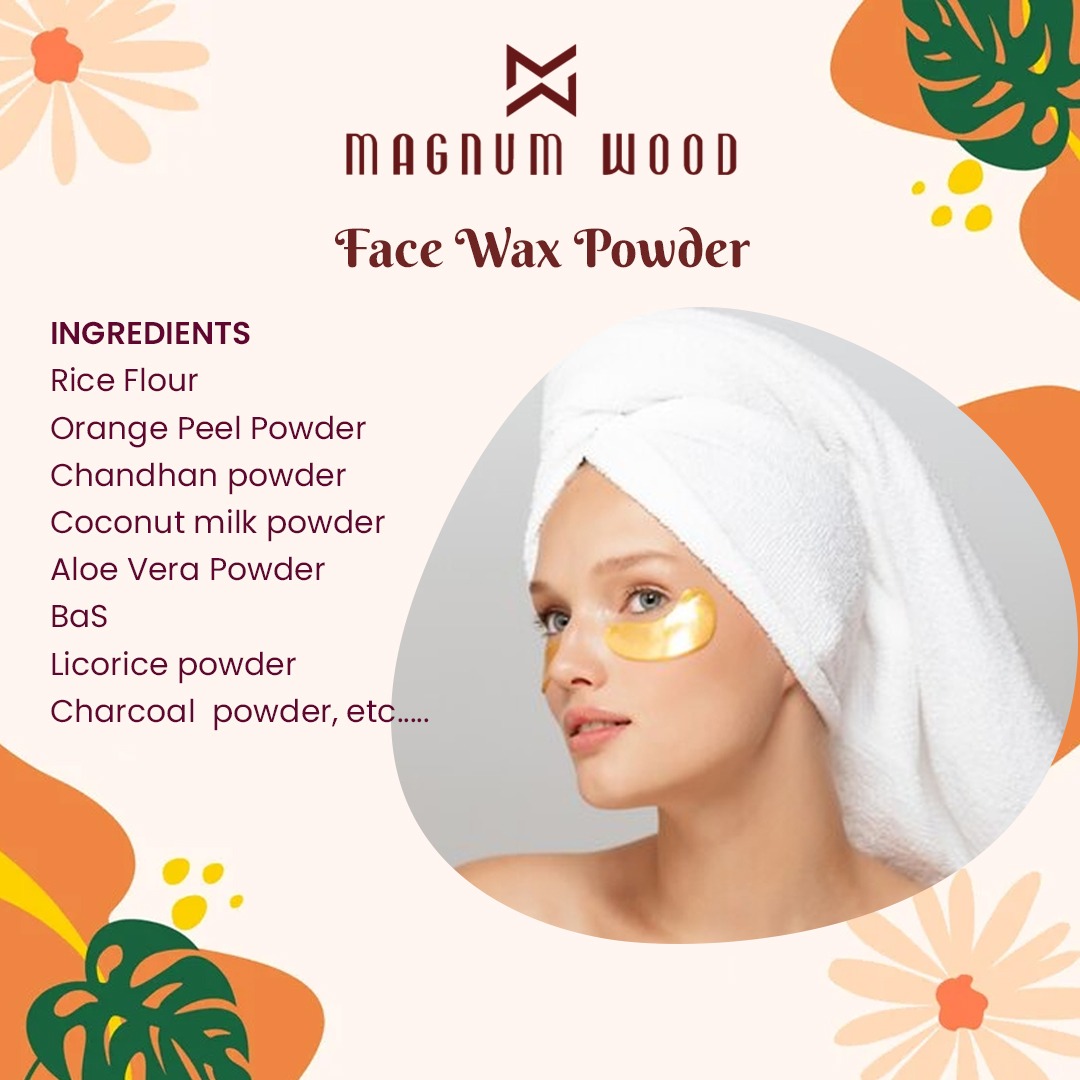 MAGNUM WOOD
Face Wax Powder
INGREDIENTS
Rice Flour
Orange Peel Powder
Chandhan powder
Coconut milk powder
Aloe Vera Powder
BaS
Licorice powder
Charcoal powder, etc.....